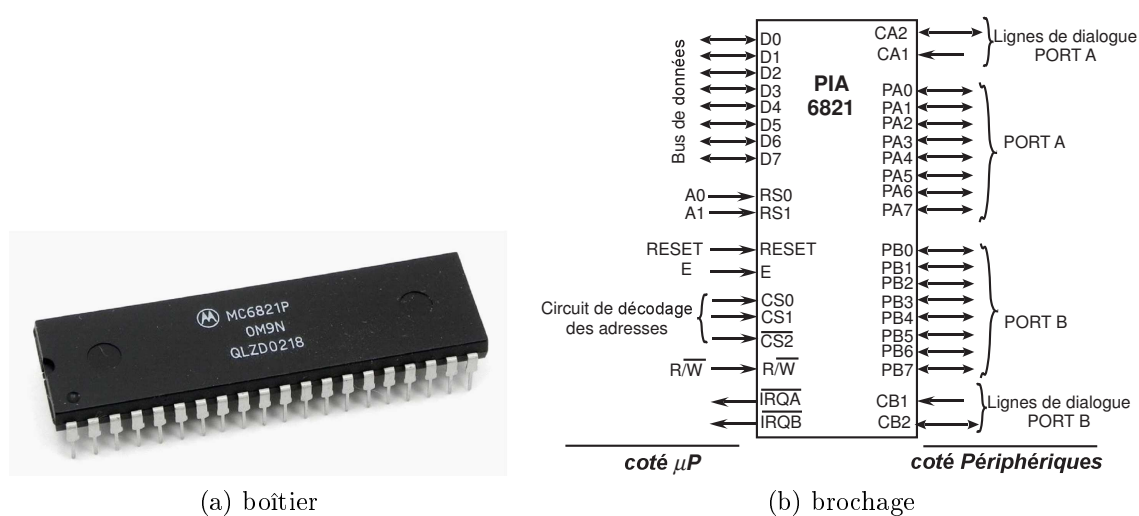 MC6821P
0M9N
QLZD0218
(a) boîtier
Bus de données
D0
D1
D2
D3
D4
D5
D6
D7
A0 RS0
A1 RS1
RESET RESET
E E
Circuit de décodage
des adresses
CS0
CS1
CS2
R/W R/W
IRQA
IRQB
coté µP
PIA
6821
CA2
CA1
Lignes de dialogue
PORT A
PA0
PA1
PA2
PA3
PA4
PA5
PA6
PA7
PORT A
PB0
PB1
PB2
PB3
PB4
PB5
PB6
PB7
PORT B
CB1
CB2
Lignes de dialogue
PORT B
coté Périphériques
(b) brochage